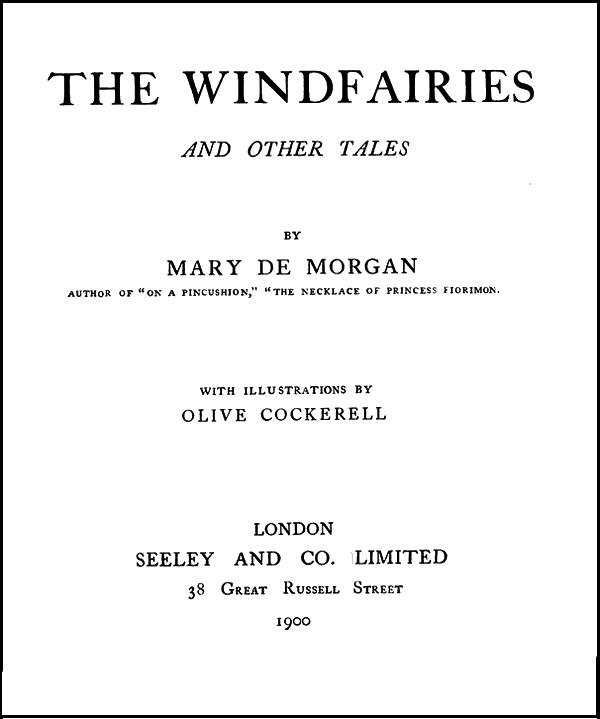 THE WINDFAIRIES
AND OTHER TALES
BY
MARY DE MORGAN
AUTHOR OF "ON A PINCUSHION," "THE NECKLACE OF PRINCESS FIORIMON.
WITH ILLUSTRATIONS BY
OLIVE COCKERELL
LONDON
SEELEY AND CO. LIMITED
38 GREAT RUSSELL STREET
1900